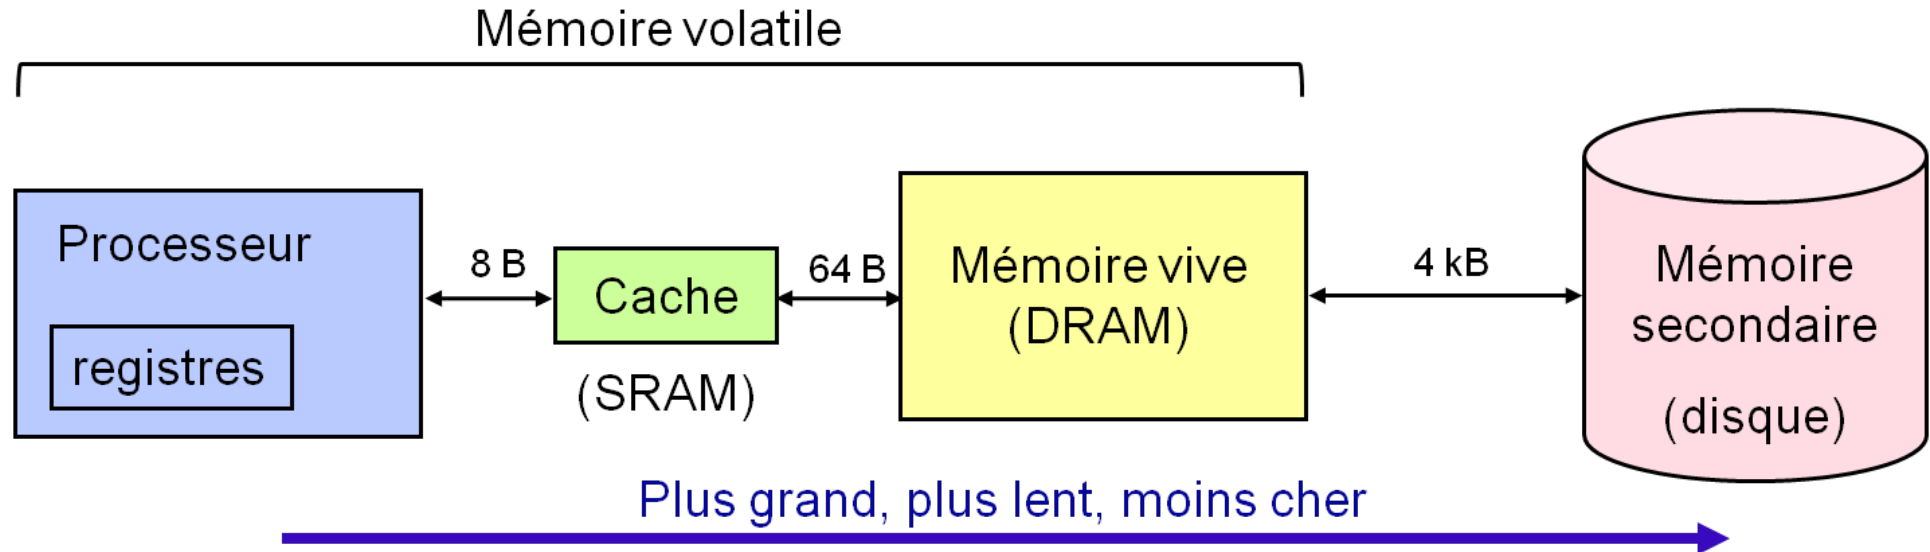 Mémoire volatile
Processeur
registres
8 B
Cache
(SRAM)
64 B
Mémoire vive
(DRAM)
4 kB
Mémoire
secondaire
(disque)
Plus grand, plus lent, moins cher